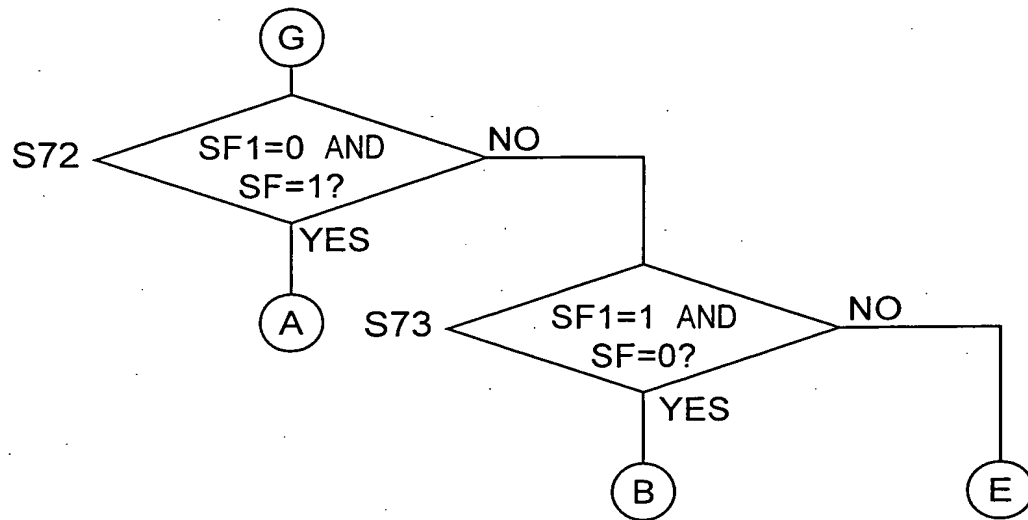 G
S72
SF1=0 AND
SF=1?
NO
YES
A
S73
SF1=1 AND
SF=0?
NO
YES
B
E